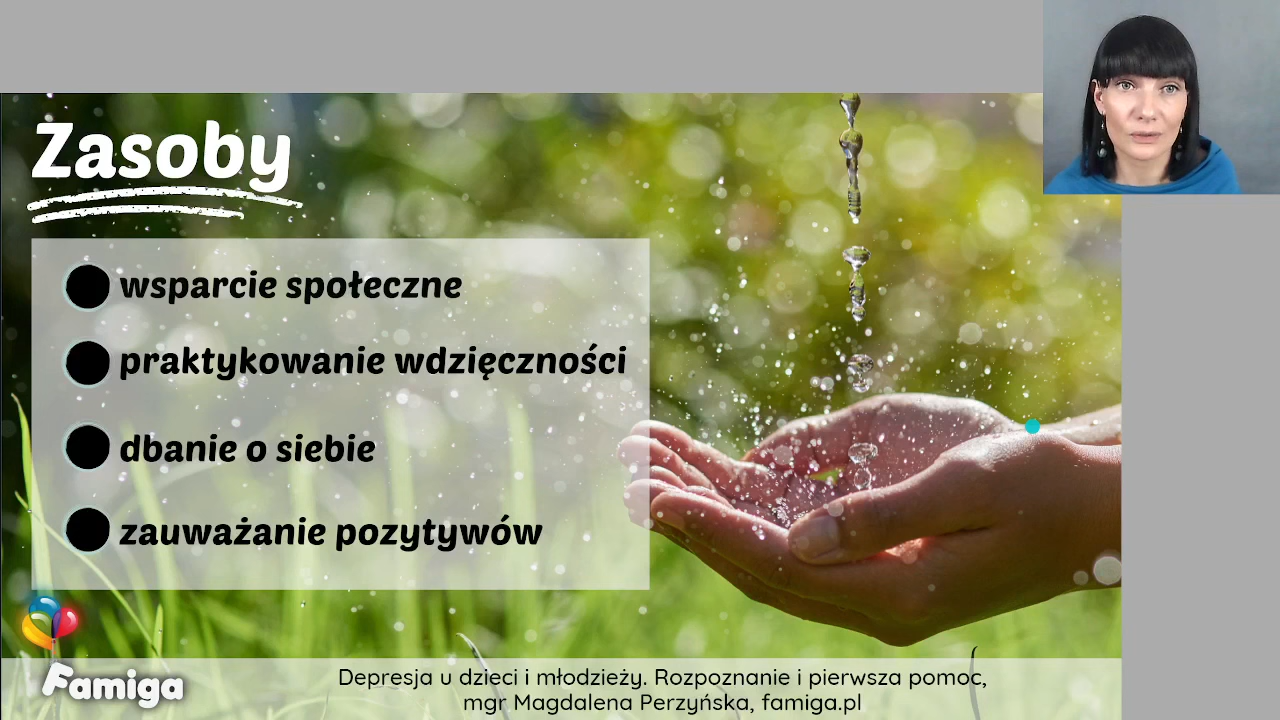 Zasoby
wsparcie społeczne
praktykowanie wdzięczności
dbanie o siebie
zauważanie pozytywów
Famiga
Depresja u dzieci i młodzieży. Rozpoznanie i pierwsza pomoc,
mgr Magdalena Perzyńska, famiga.pl